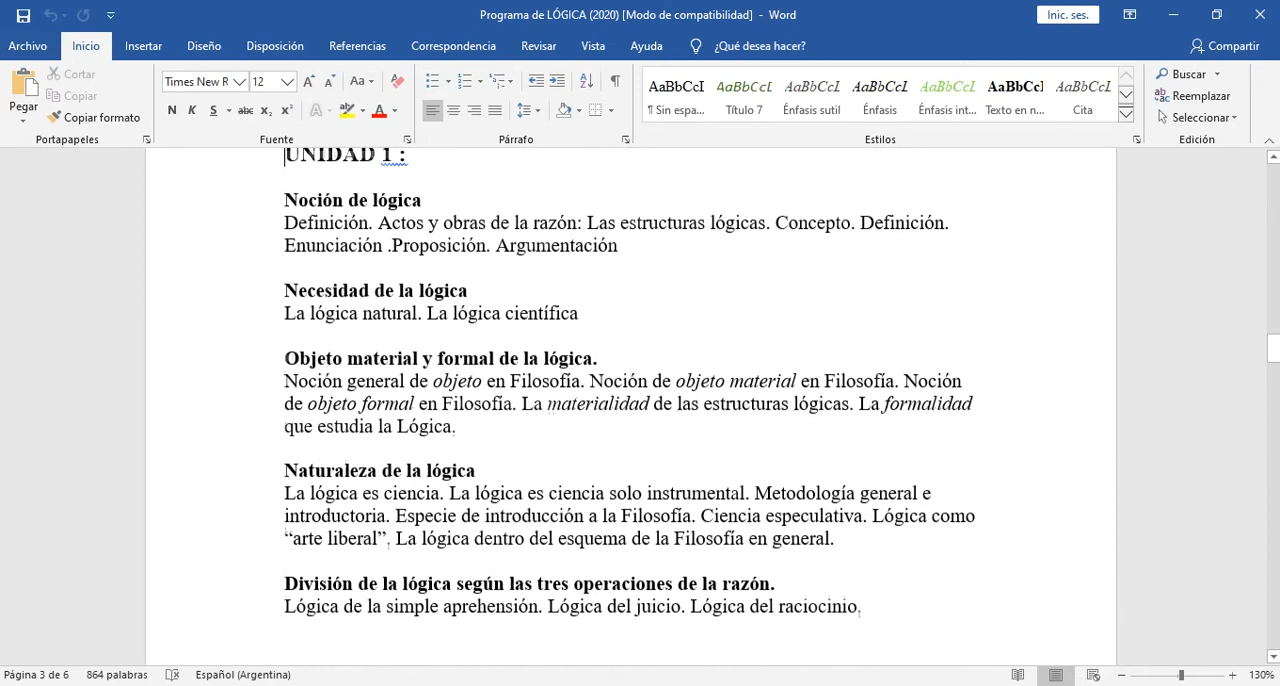 Programa de LÓGICA (2020) [Modo de compatibilidad] - Word
Inic. ses.
Archivo Inicio Insertar Diseño Disposición Referencias Correspondencia Revisar Vista Ayuda ¿Qué desea hacer? Compartir
Pegar
Cortar
Copiar
Copiar formato
Portapapeles
Times New R 12
Aa
N K S abc x₂ x² A A
Fuente
Párrafo
AaBbCcI AaBbCcI AaBbCcI AaBbCcI AaBbCcI AaBbCcI AaBbCcI
¶ Sin espa... Título 7 Énfasis sutil Énfasis Énfasis int... Texto en n... Cita
Estilos
Buscar
Reemplazar
Seleccionar
Edición
UNIDAD 1 :
Noción de lógica
Definición. Actos y obras de la razón: Las estructuras lógicas. Concepto. Definición.
Enunciación .Proposición. Argumentación
Necesidad de la lógica
La lógica natural. La lógica científica
Objeto material y formal de la lógica.
Noción general de objeto en Filosofía. Noción de objeto material en Filosofía. Noción
de objeto formal en Filosofía. La materialidad de las estructuras lógicas. La formalidad
que estudia la Lógica.
Naturaleza de la lógica
La lógica es ciencia. La lógica es ciencia solo instrumental. Metodología general e
introductoria. Especie de introducción a la Filosofía. Ciencia especulativa. Lógica como
“arte liberal”. La lógica dentro del esquema de la Filosofía en general.
División de la lógica según las tres operaciones de la razón.
Lógica de la simple aprehensión. Lógica del juicio. Lógica del raciocinio.
Página 3 de 6 864 palabras Español (Argentina) 130%